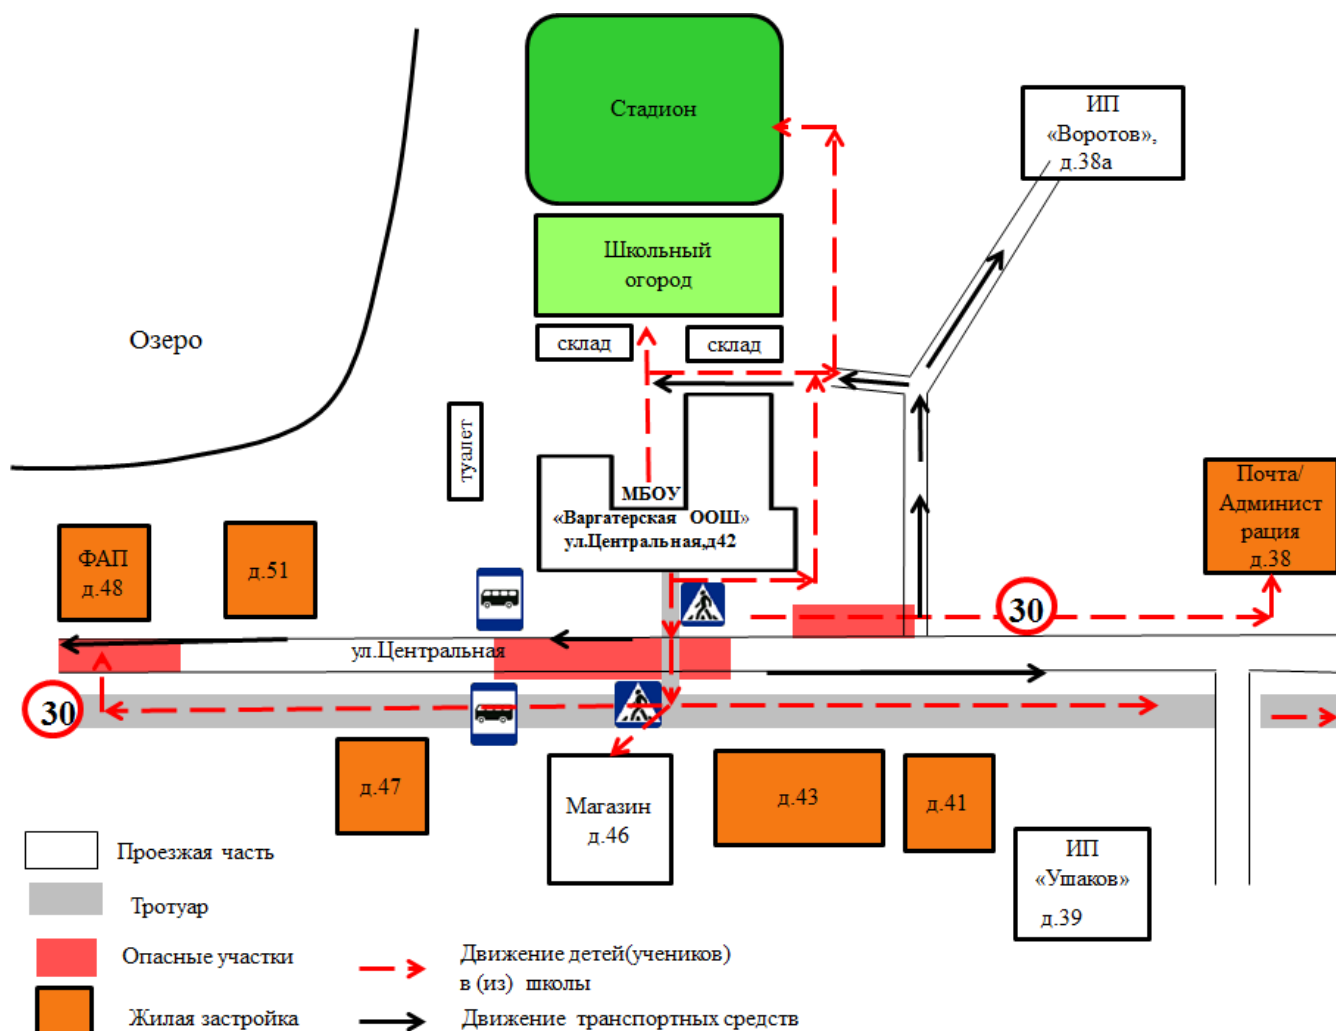 Стадион
ИП
«Воротов»,
д.38а
Школьный
огород
склад
склад
Озеро
туалет
МБОУ
«Варгатерская ООШ»
ул.Центральная,д42
Почта/
Админист
рация
д.38
ФАП
д.48
д.51
30
ул.Центральная
30
д.47
Магазин
д.46
д.43
д.41
ИП
«Ушаков»
д.39
Проезжая часть
Тротуар
Опасные участки
Жилая застройка
Движение детей(учеников)
в (из) школы
Движение транспортных средств